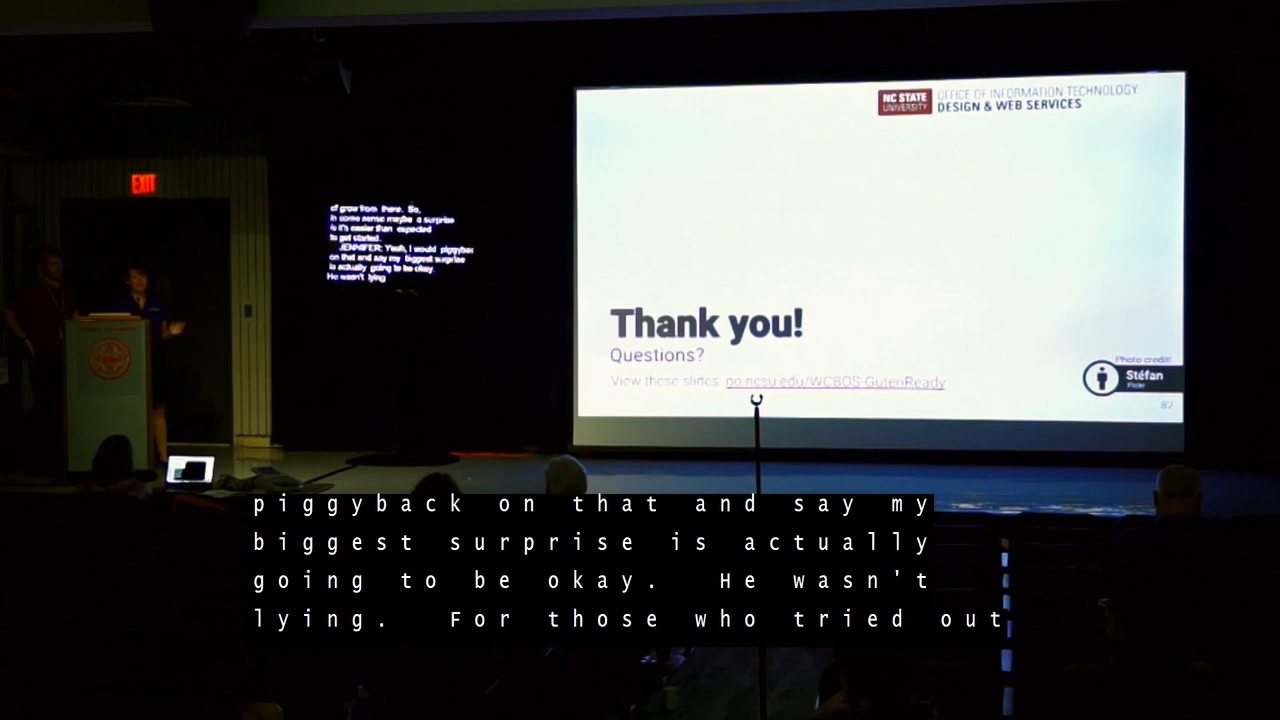 NC STATE
UNIVERSITY
OFFICE OF INFORMATION TECHNOLOGY
DESIGN & WEB SERVICES
EXIT
of grow from there. So,
in some sense maybe a surprise
is it's easier than expected
to get started.
JENNIFER: Yeah, I would piggyback
on that and say my biggest surprise
is actually going to be okay.
He wasn't lying
Thank you!
Questions?
View these slides: go.ncsu.edu/WCBOS-GutenReady
Photo credit:
Stéfan
Flickr
82
piggyback on that and say my
biggest surprise is actually
going to be okay. He wasn't
lying. For those who tried out